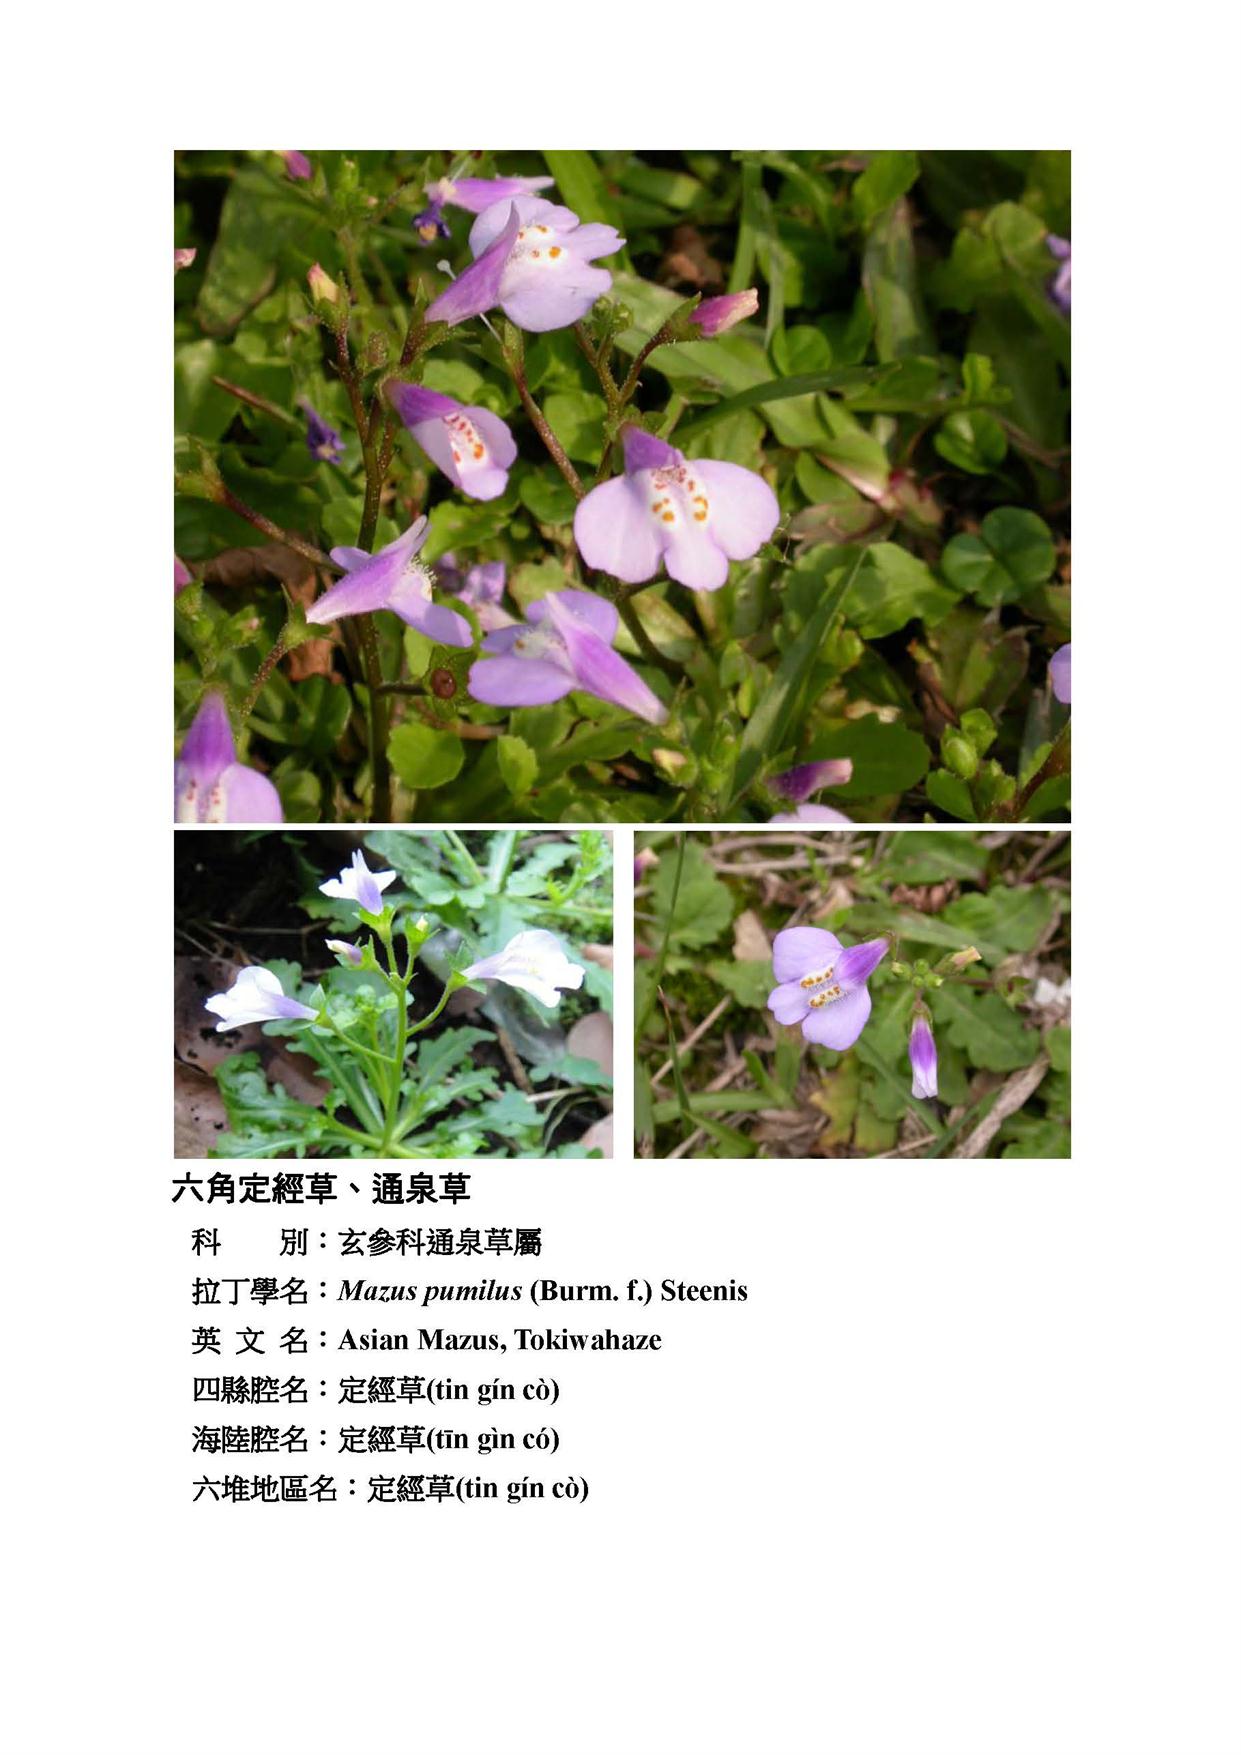 六角定經草、通泉草
科　　別：玄參科通泉草屬
拉丁學名：Mazus pumilus (Burm. f.) Steenis
英 文 名：Asian Mazus, Tokiwahaze
四縣腔名：定經草(tin gín cò)
海陸腔名：定經草(tīn gìn có)
六堆地區名：定經草(tin gín cò)